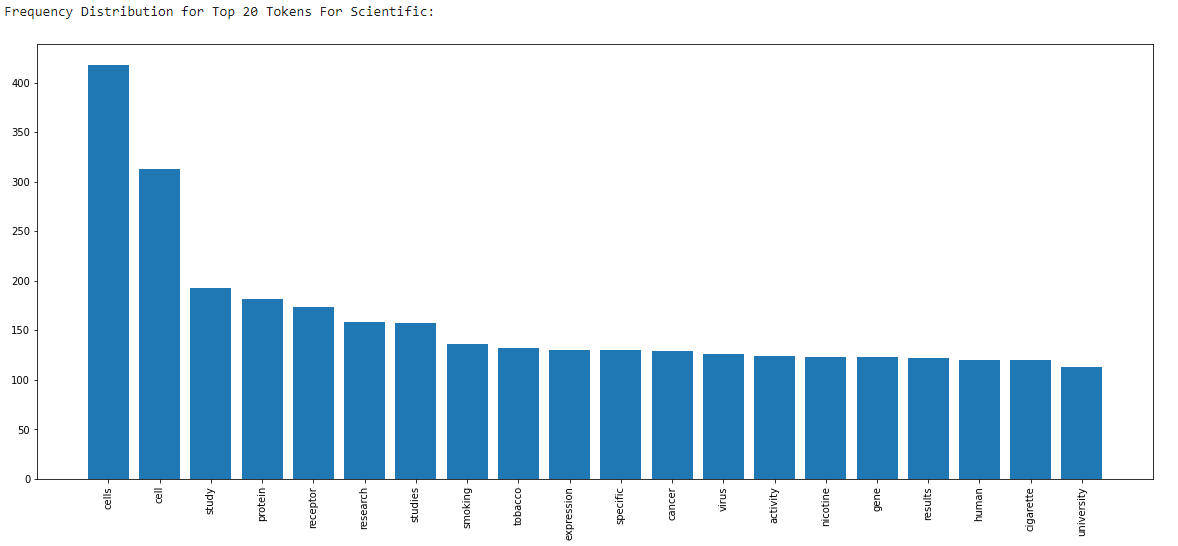 Frequency Distribution for Top 20 Tokens For Scientific:
400
350
300
250
200
150
100
50
0
cells
cell
study
protein
receptor
research
studies
smoking
tobacco
expression
specific
cancer
virus
activity
nicotine
gene
results
human
cigarette
university